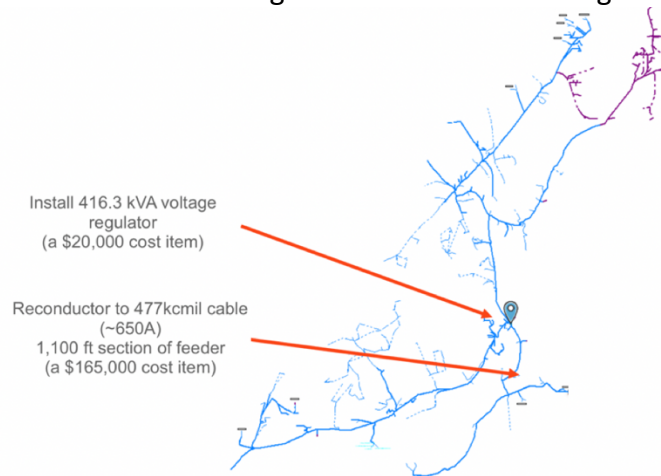 Install 416.3 kVA voltage
regulator
(a $20,000 cost item)
Reconductor to 477kcmil cable
(~650A)
1,100 ft section of feeder
(a $165,000 cost item)